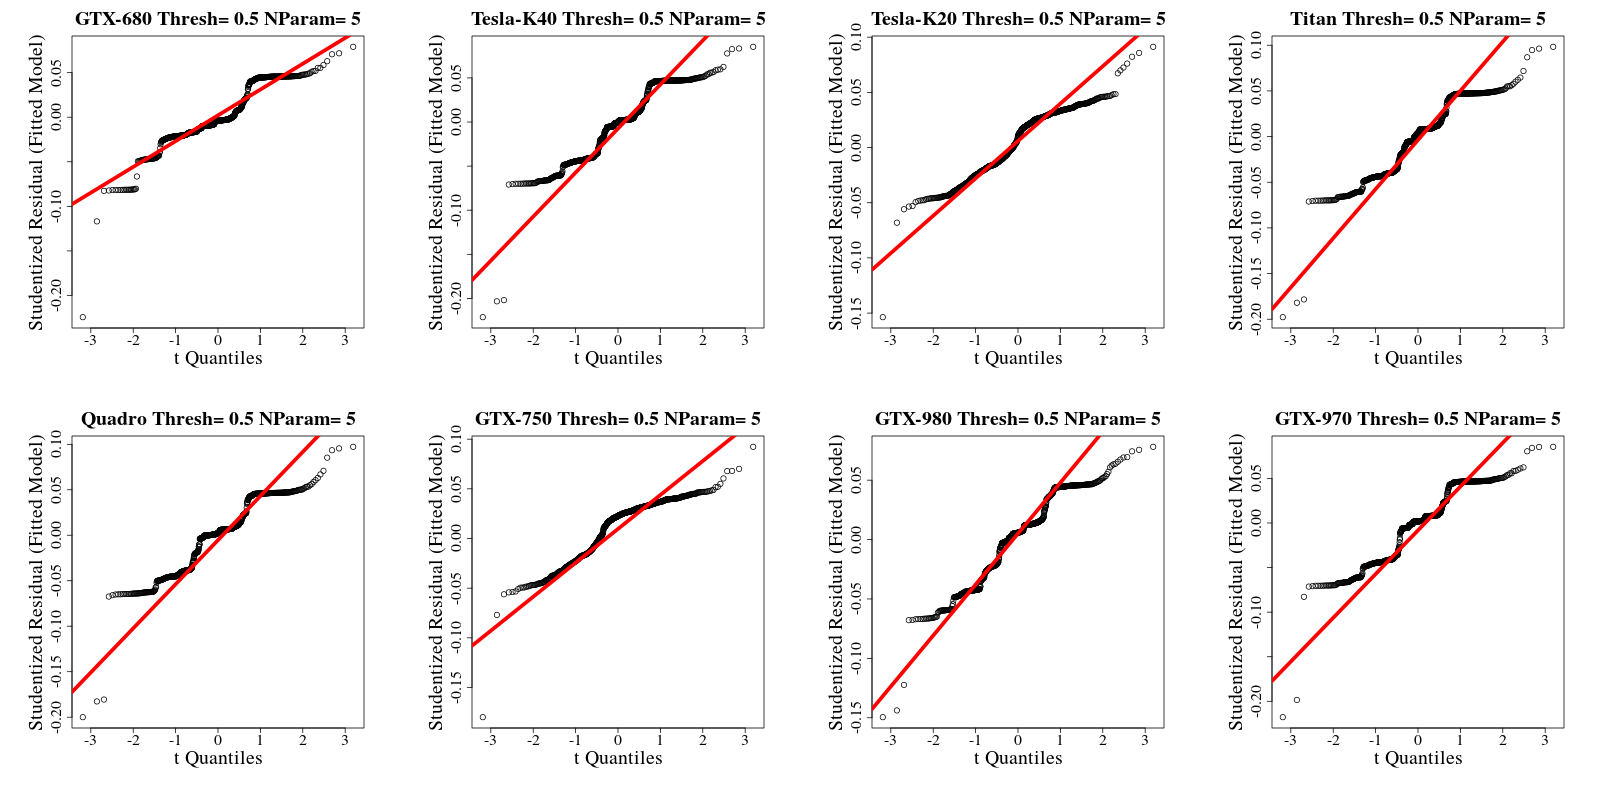 GTX-680 Thresh= 0.5 NParam= 5
Studentized Residual (Fitted Model)
0.05
0.00
-0.10
-0.20
-3 -2 -1 0 1 2 3
t Quantiles
Tesla-K40 Thresh= 0.5 NParam= 5
Studentized Residual (Fitted Model)
0.05
0.00
-0.10
-0.20
-3 -2 -1 0 1 2 3
t Quantiles
Tesla-K20 Thresh= 0.5 NParam= 5
Studentized Residual (Fitted Model)
0.10
0.05
0.00
-0.05
-0.10
-0.15
-3 -2 -1 0 1 2 3
t Quantiles
Titan Thresh= 0.5 NParam= 5
Studentized Residual (Fitted Model)
0.10
0.05
0.00
-0.05
-0.10
-0.15
-0.20
-3 -2 -1 0 1 2 3
t Quantiles
Quadro Thresh= 0.5 NParam= 5
Studentized Residual (Fitted Model)
0.10
0.05
0.00
-0.05
-0.10
-0.15
-0.20
-3 -2 -1 0 1 2 3
t Quantiles
GTX-750 Thresh= 0.5 NParam= 5
Studentized Residual (Fitted Model)
0.10
0.05
0.00
-0.05
-0.10
-0.15
-3 -2 -1 0 1 2 3
t Quantiles
GTX-980 Thresh= 0.5 NParam= 5
Studentized Residual (Fitted Model)
0.05
0.00
-0.05
-0.10
-0.15
-3 -2 -1 0 1 2 3
t Quantiles
GTX-970 Thresh= 0.5 NParam= 5
Studentized Residual (Fitted Model)
0.05
0.00
-0.10
-0.20
-3 -2 -1 0 1 2 3
t Quantiles